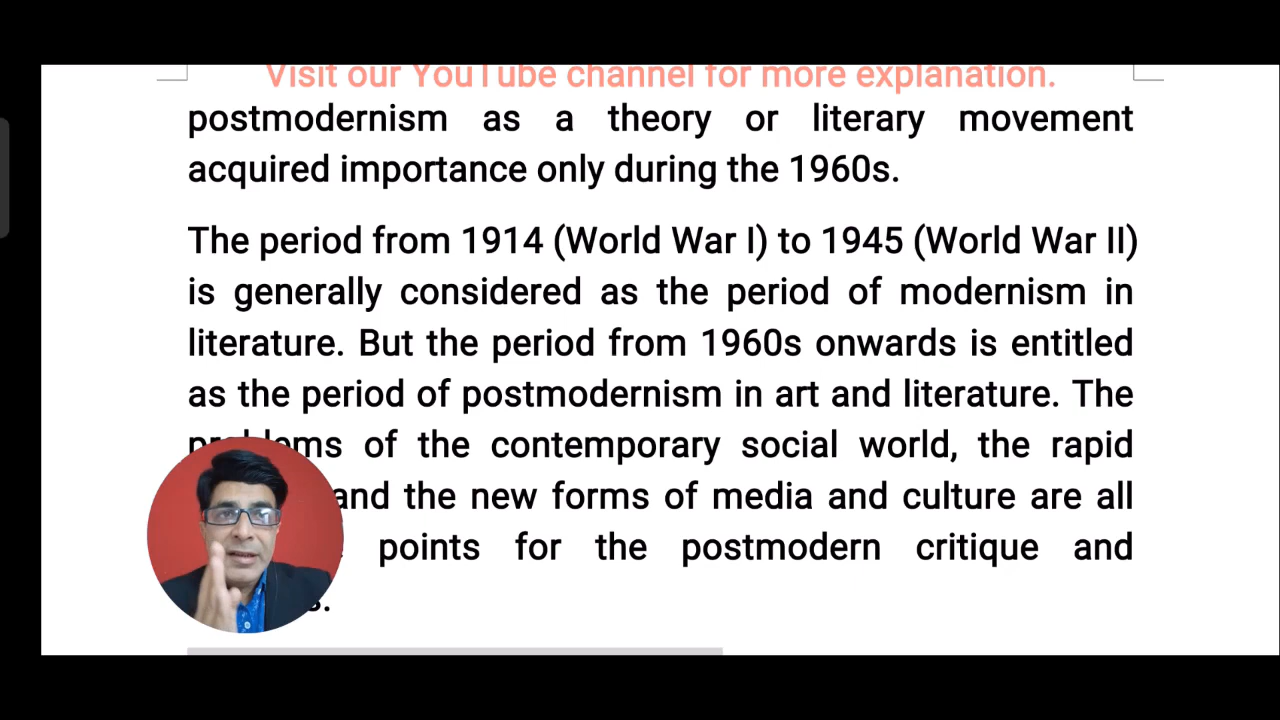 Visit our YouTube channel for more explanation.
postmodernism as a theory or literary movement
acquired importance only during the 1960s.
The period from 1914 (World War I) to 1945 (World War II)
is generally considered as the period of modernism in
literature. But the period from 1960s onwards is entitled
as the period of postmodernism in art and literature. The
problems of the contemporary social world, the rapid
and the new forms of media and culture are all
points for the postmodern critique and